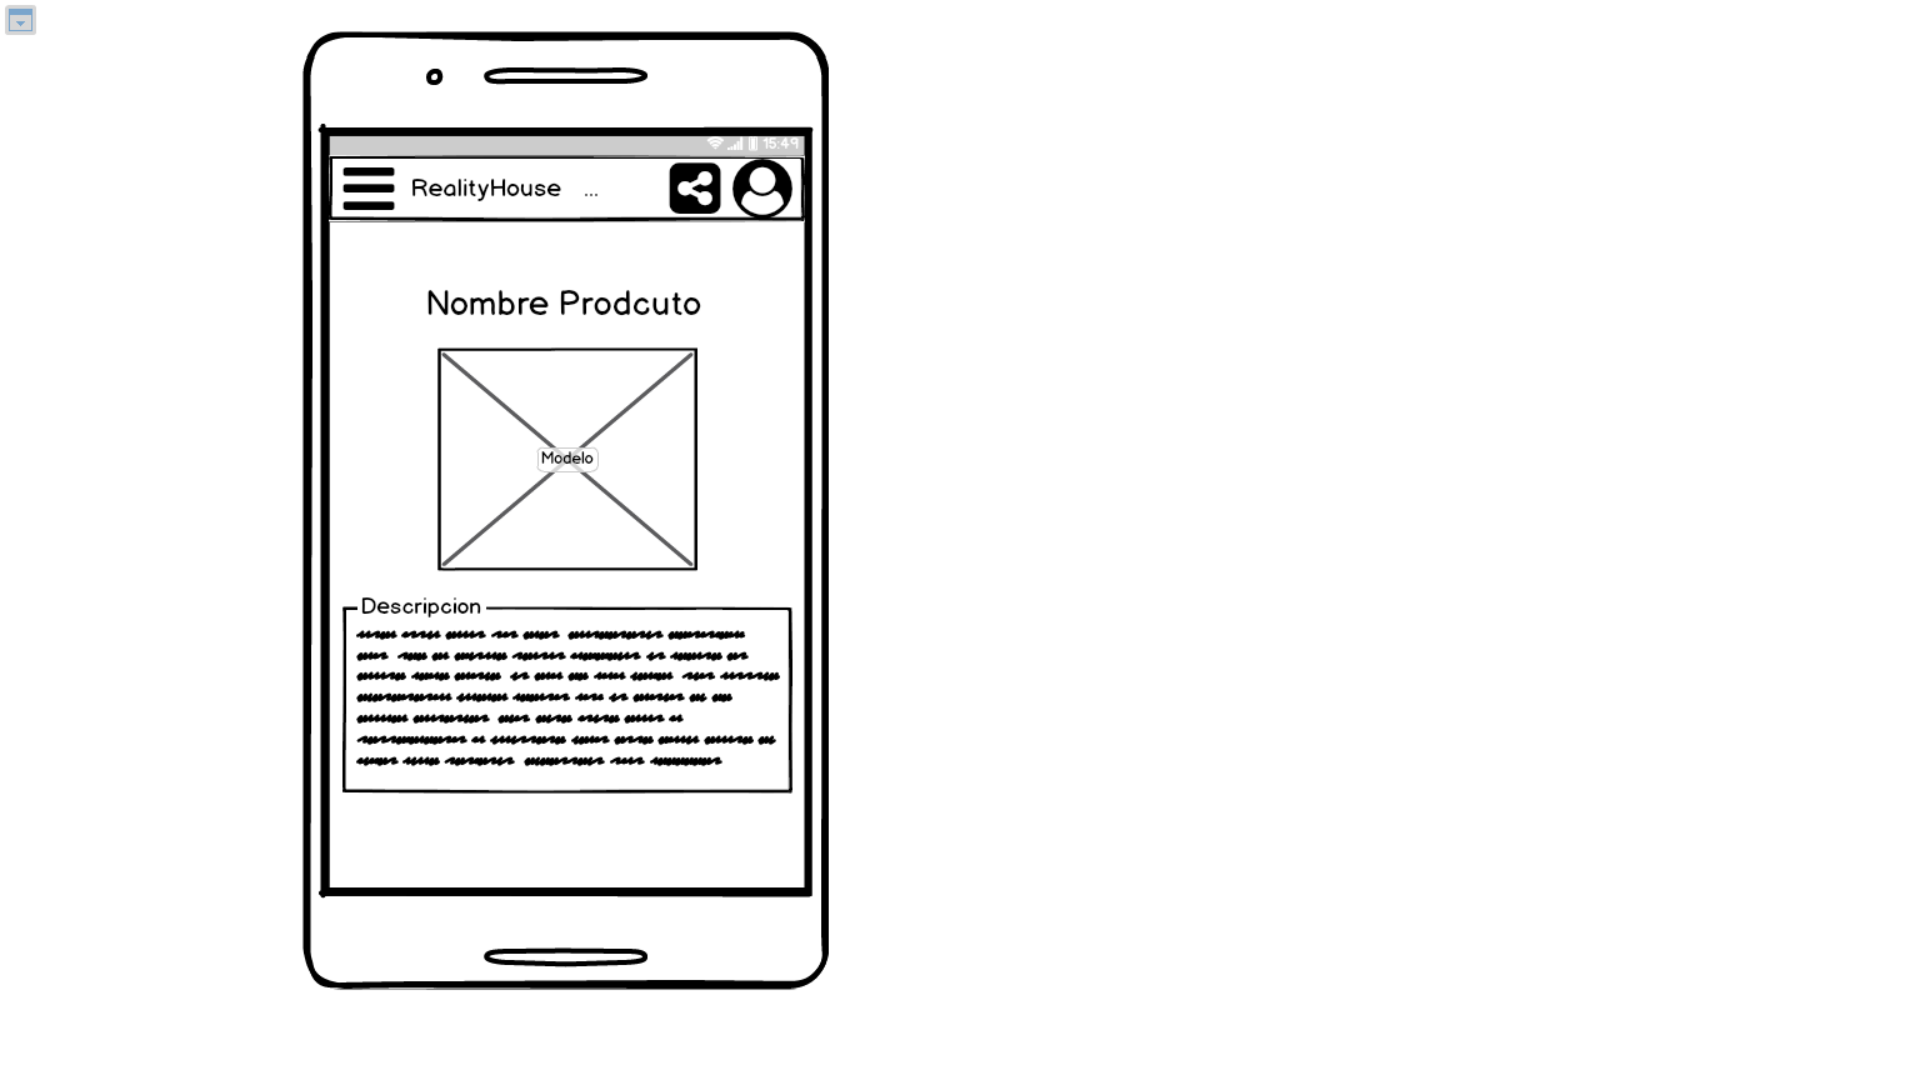 15:49
RealityHouse ...
Nombre Prodcuto
Modelo
Descripcion